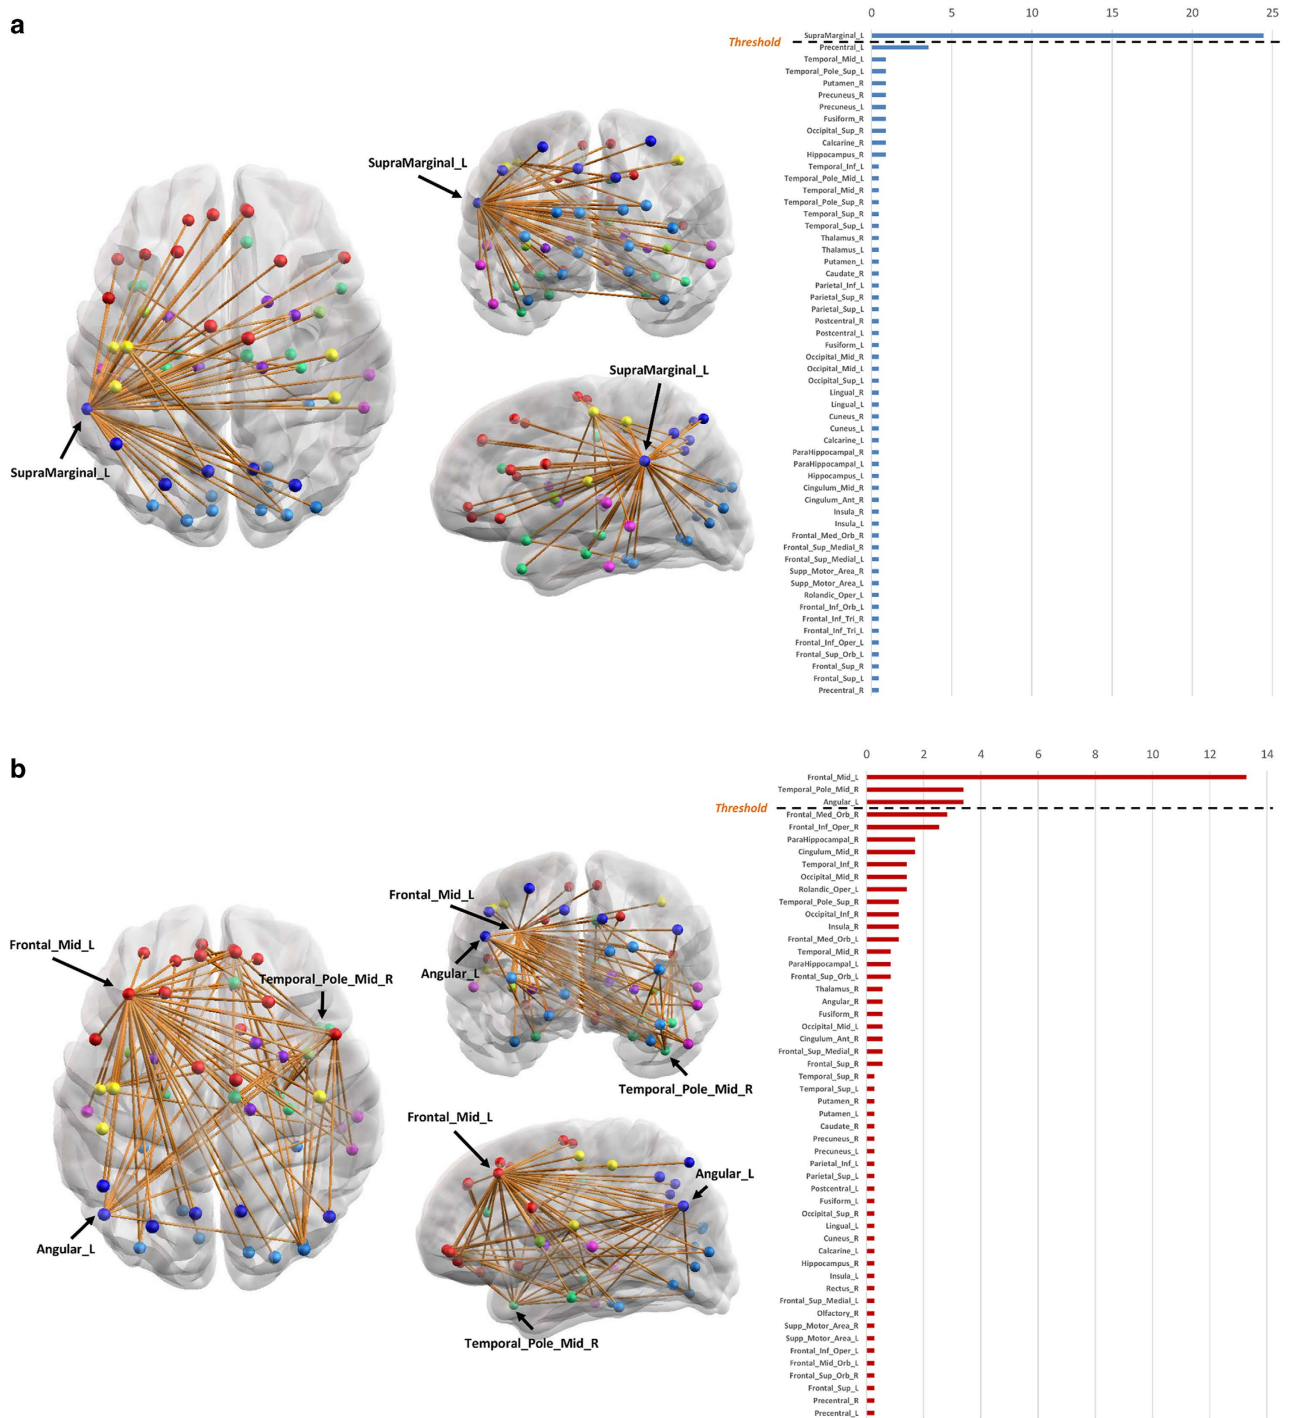 a
SupraMarginal_L
SupraMarginal_L
SupraMarginal_L
0 5 10 15 20 25
SupraMarginal_L
Threshold
Precentral_L
Temporal_Mid_L
Temporal_Pole_Sup_L
Putamen_R
Precuneus_R
Precuneus_L
Fusiform_R
Occipital_Sup_R
Calcarine_R
Hippocampus_R
Temporal_Inf_L
Temporal_Pole_Mid_L
Temporal_Mid_R
Temporal_Pole_Sup_R
Temporal_Sup_R
Temporal_Sup_L
Thalamus_R
Thalamus_L
Putamen_L
Caudate_R
Parietal_Inf_L
Parietal_Sup_R
Parietal_Sup_L
Postcentral_R
Postcentral_L
Fusiform_L
Occipital_Mid_R
Occipital_Mid_L
Occipital_Sup_L
Lingual_R
Lingual_L
Cuneus_R
Cuneus_L
Calcarine_L
ParaHippocampal_R
ParaHippocampal_L
Hippocampus_L
Cingulum_Mid_R
Cingulum_Ant_R
Insula_R
Insula_L
Frontal_Med_Orb_R
Frontal_Sup_Medial_R
Frontal_Sup_Medial_L
Supp_Motor_Area_R
Supp_Motor_Area_L
Rolandic_Oper_L
Frontal_Inf_Orb_L
Frontal_Inf_Tri_R
Frontal_Inf_Tri_L
Frontal_Inf_Oper_L
Frontal_Sup_Orb_L
Frontal_Sup_R
Frontal_Sup_L
Precentral_R
b
Frontal_Mid_L
Temporal_Pole_Mid_R
Angular_L
Frontal_Mid_L
Angular_L
Temporal_Pole_Mid_R
Frontal_Mid_L
Angular_L
Temporal_Pole_Mid_R
0 2 4 6 8 10 12 14
Frontal_Mid_L
Temporal_Pole_Mid_R
Angular_L
Threshold
Frontal_Med_Orb_R
Frontal_Inf_Oper_R
ParaHippocampal_R
Cingulum_Mid_R
Temporal_Inf_R
Occipital_Mid_R
Rolandic_Oper_L
Temporal_Pole_Sup_R
Occipital_Inf_R
Insula_R
Frontal_Med_Orb_L
Temporal_Mid_R
ParaHippocampal_L
Frontal_Sup_Orb_L
Thalamus_R
Angular_R
Fusiform_R
Occipital_Mid_L
Cingulum_Ant_R
Frontal_Sup_Medial_R
Frontal_Sup_R
Temporal_Sup_R
Temporal_Sup_L
Putamen_R
Putamen_L
Caudate_R
Precuneus_R
Precuneus_L
Parietal_Inf_L
Parietal_Sup_L
Postcentral_L
Fusiform_L
Occipital_Sup_R
Lingual_L
Cuneus_R
Calcarine_L
Hippocampus_R
Insula_L
Rectus_R
Frontal_Sup_Medial_L
Olfactory_R
Supp_Motor_Area_R
Supp_Motor_Area_L
Frontal_Inf_Oper_L
Frontal_Mid_Orb_L
Frontal_Sup_Orb_R
Frontal_Sup_L
Precentral_R
Precentral_L